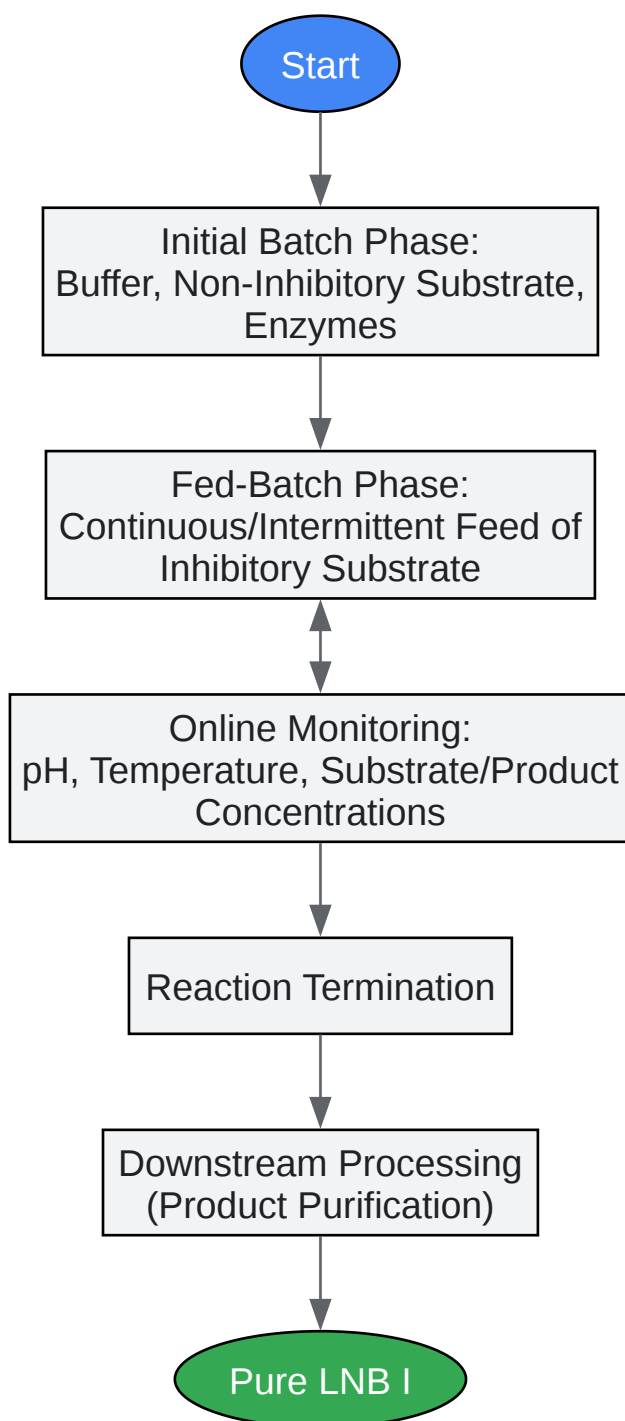 Start
Initial Batch Phase:
Buffer, Non-Inhibitory Substrate,
Enzymes
Fed-Batch Phase:
Continuous/Intermittent Feed of
Inhibitory Substrate
Online Monitoring:
pH, Temperature, Substrate/Product
Concentrations
Reaction Termination
Downstream Processing
(Product Purification)
Pure LNB I